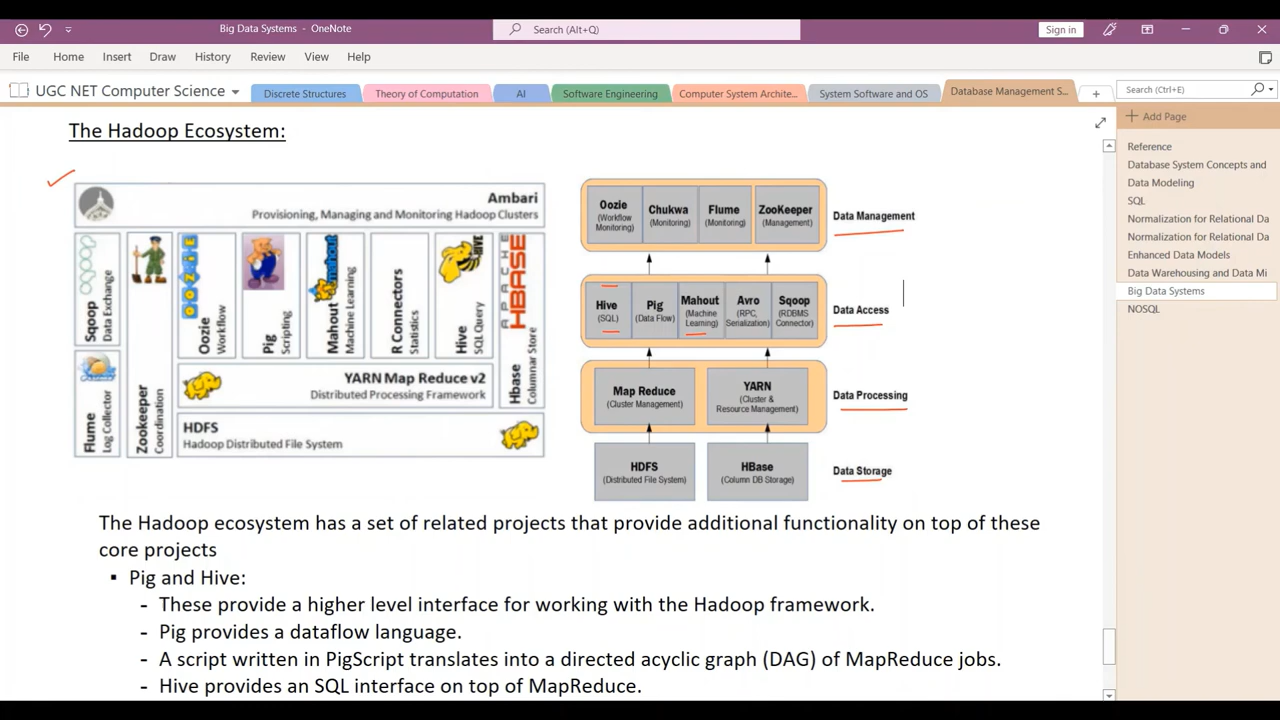 Big Data Systems - OneNote
Search (Alt+Q)
Sign in
File Home Insert Draw History Review View Help
UGC NET Computer Science
Discrete Structures
Theory of Computation
AI
Software Engineering
Computer System Archite...
System Software and OS
Database Management S...
+
Search (Ctrl+E)
Add Page
Reference
Database System Concepts and
Data Modeling
SQL
Normalization for Relational Da
Normalization for Relational Da
Enhanced Data Models
Data Warehousing and Data Mi
Big Data Systems
NOSQL
The Hadoop Ecosystem:
Ambari
Provisioning, Managing and Monitoring Hadoop Clusters
Sqoop
Data Exchange
Flume
Log Collector
Zookeeper
Coordination
OOZIE
Oozie
Workflow
Pig
Scripting
mahout
Mahout
Machine Learning
R Connectors
Statistics
HIVE
Hive
SQL Query
APACHE
HBASE
Hbase
Columnar Store
YARN Map Reduce v2
Distributed Processing Framework
HDFS
Hadoop Distributed File System
Oozie
(Workflow
Monitoring)
Chukwa
(Monitoring)
Flume
(Monitoring)
ZooKeeper
(Management)
Data Management
Hive
(SQL)
Pig
(Data Flow)
Mahout
(Machine
Learning)
Avro
(RPC,
Serialization)
Sqoop
(RDBMS
Connector)
Data Access
Map Reduce
(Cluster Management)
YARN
(Cluster &
Resource Management)
Data Processing
HDFS
(Distributed File System)
HBase
(Column DB Storage)
Data Storage
The Hadoop ecosystem has a set of related projects that provide additional functionality on top of these
core projects
▪ Pig and Hive:
- These provide a higher level interface for working with the Hadoop framework.
- Pig provides a dataflow language.
- A script written in PigScript translates into a directed acyclic graph (DAG) of MapReduce jobs.
- Hive provides an SQL interface on top of MapReduce.